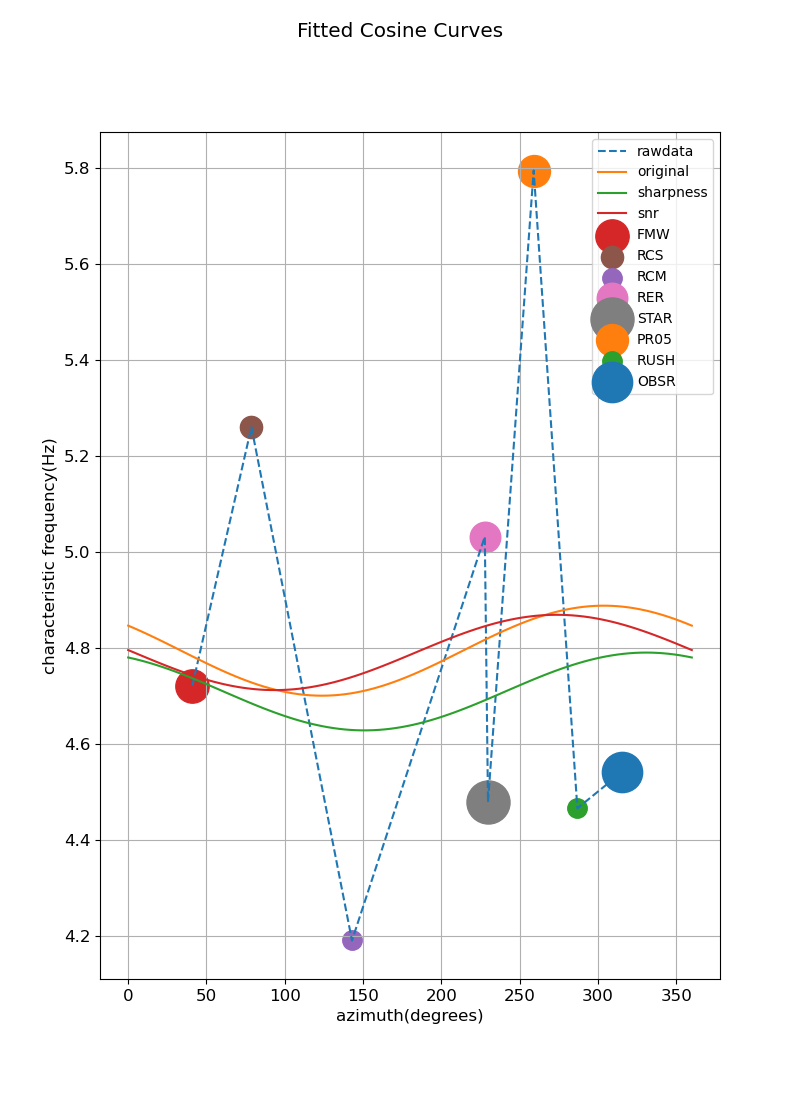 Fitted Cosine Curves
rawdata
original
sharpness
snr
FMW
RCS
RCM
RER
STAR
PR05
RUSH
OBSR
characteristic frequency(Hz)
5.8
5.6
5.4
5.2
5.0
4.8
4.6
4.4
4.2
0 50 100 150 200 250 300 350
azimuth(degrees)